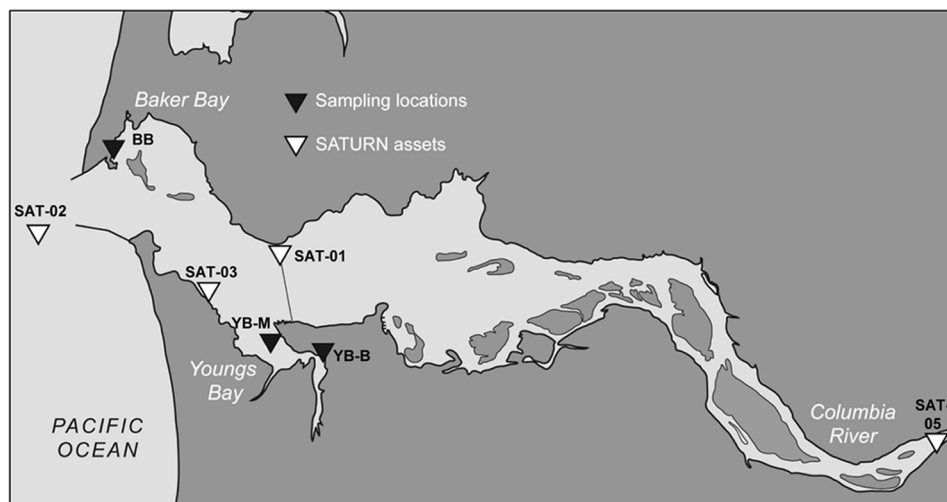 Baker Bay
Sampling locations
BB
SATURN assets
SAT-02
SAT-01
SAT-03
YB-M
YB-B
Youngs
Bay
PACIFIC
OCEAN
Columbia
River
SAT-
05